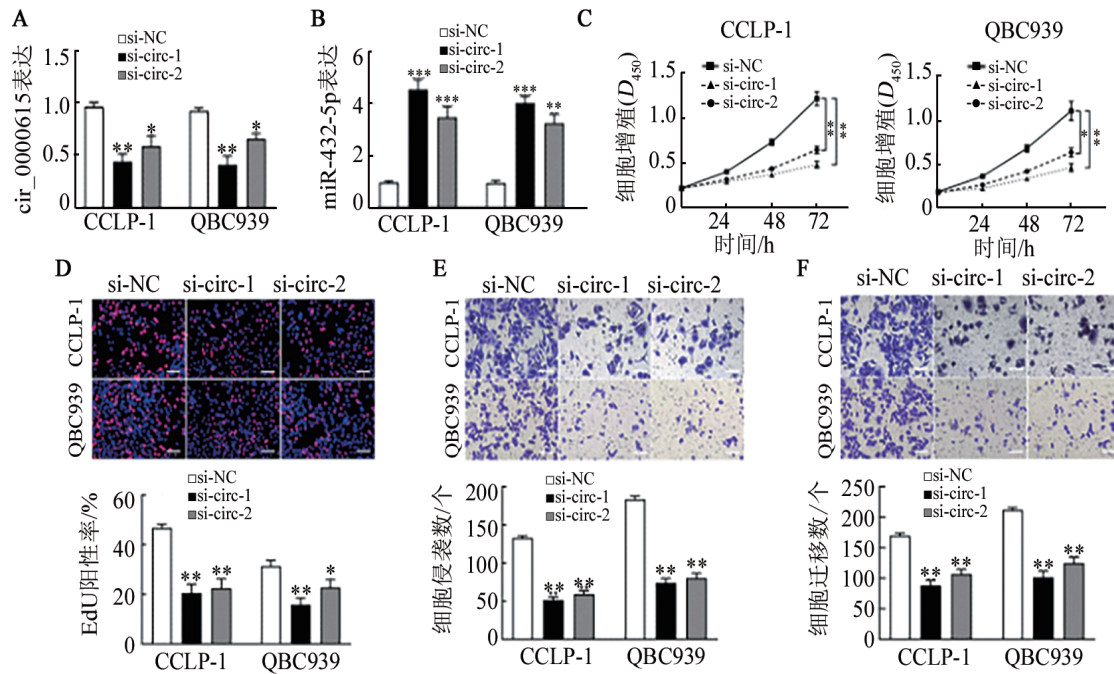 A
si-NC
si-circ-1
si-circ-2
cir_0000615表达
1.5
1.0
0.5
0
**
*
**
*
CCLP-1
QBC939
B
si-NC
si-circ-1
si-circ-2
miR-432-5p表达
6
4
2
0
***
***
***
**
CCLP-1
QBC939
C
CCLP-1
si-NC
si-circ-1
si-circ-2
细胞增殖(D450)
1.5
1.0
0.5
0
24
48
72
时间/h
**
**
QBC939
si-NC
si-circ-1
si-circ-2
细胞增殖(D450)
1.5
1.0
0.5
0
24
48
72
时间/h
*
**
D
si-NC si-circ-1 si-circ-2
CCLP-1
QBC939
si-NC
si-circ-1
si-circ-2
EdU阳性率/%
60
40
20
0
**
**
**
*
CCLP-1
QBC939
E
si-NC si-circ-1 si-circ-2
CCLP-1
QBC939
si-NC
si-circ-1
si-circ-2
细胞侵袭数/个
200
150
100
50
0
**
**
**
**
CCLP-1
QBC939
F
si-NC si-circ-1 si-circ-2
CCLP-1
QBC939
si-NC
si-circ-1
si-circ-2
细胞迁移数/个
250
200
150
100
50
0
**
**
**
**
CCLP-1
QBC939